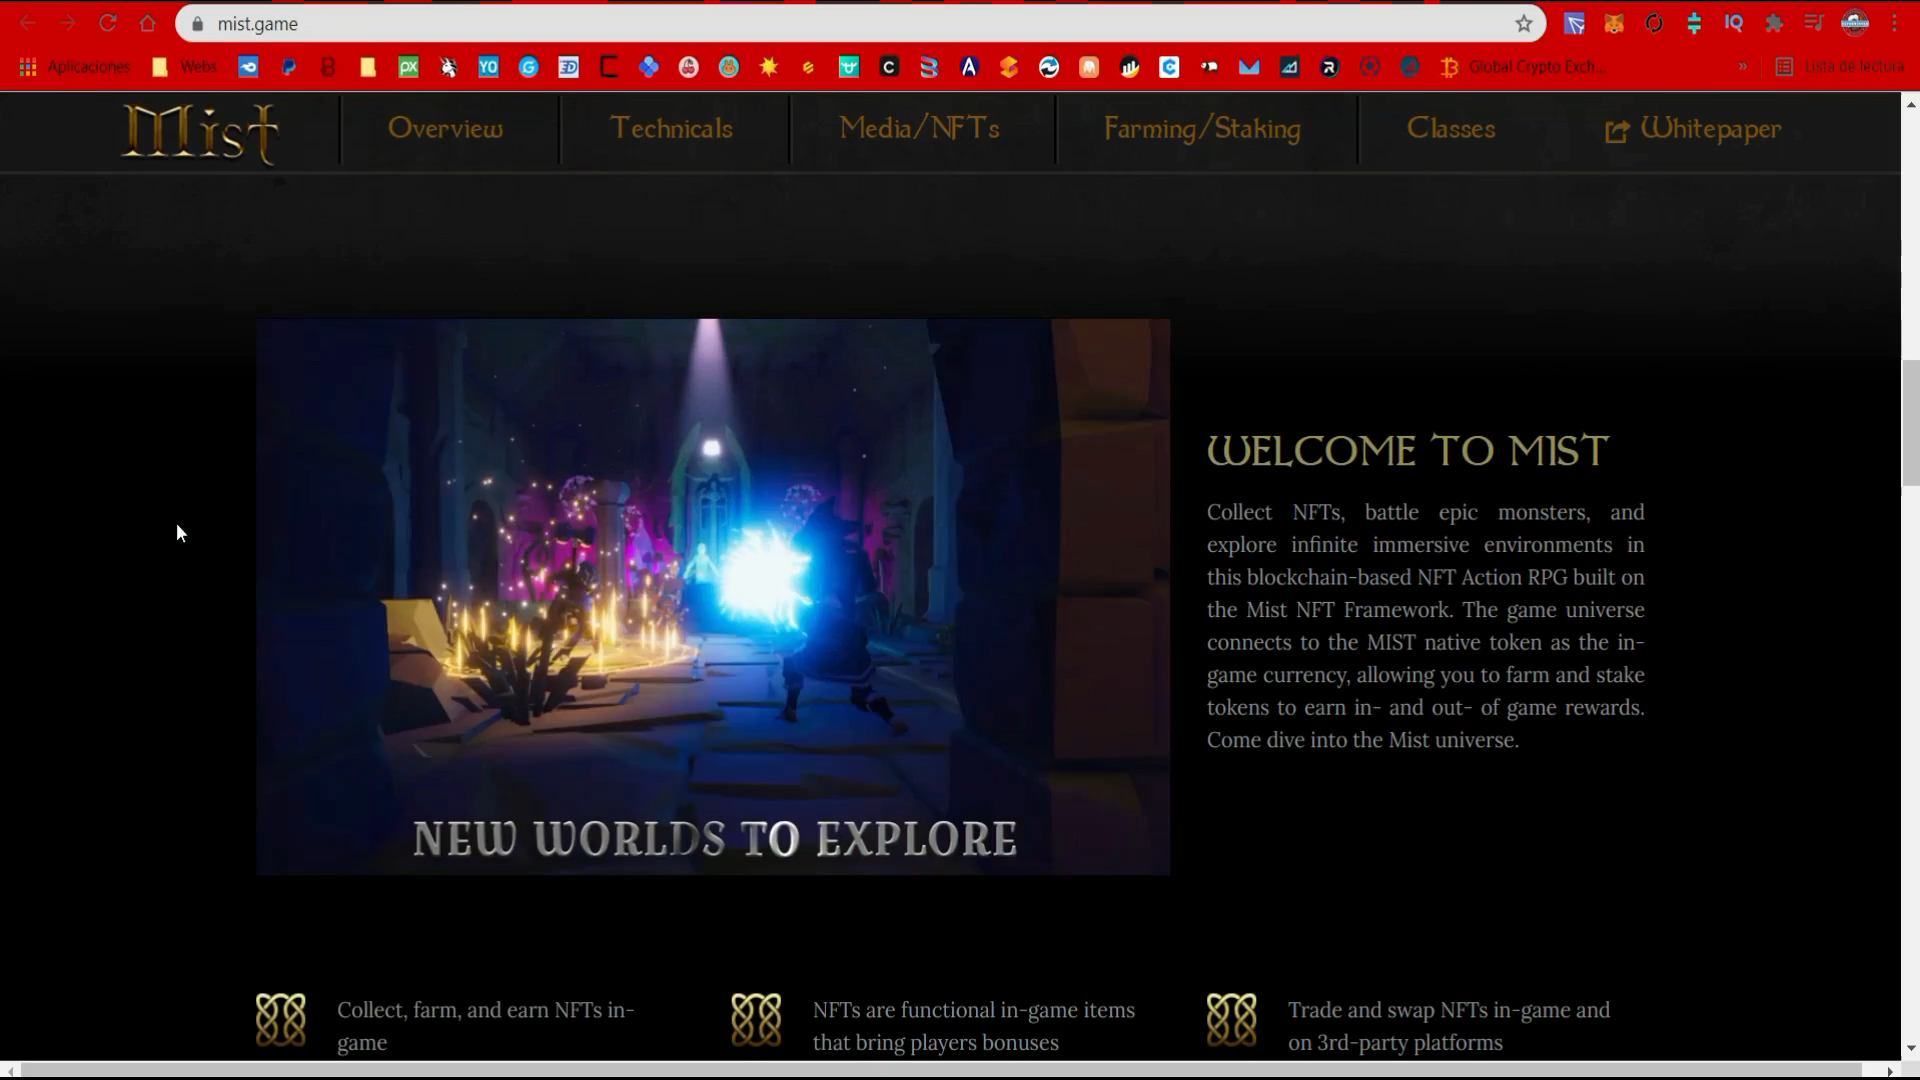 mist.game
Aplicaciones
Webs
Global Crypto Exch...
Lista de lectura
Mist
Overview
Technicals
Media/NFTs
Farming/Staking
Classes
Whitepaper
WELCOME TO MIST
Collect NFTs, battle epic monsters, and
explore infinite immersive environments in
this blockchain-based NFT Action RPG built on
the Mist NFT Framework. The game universe
connects to the MIST native token as the in-
game currency, allowing you to farm and stake
tokens to earn in- and out- of game rewards.
Come dive into the Mist universe.
NEW WORLDS TO EXPLORE
Collect, farm, and earn NFTs in-
game
NFTs are functional in-game items
that bring players bonuses
Trade and swap NFTs in-game and
on 3rd-party platforms